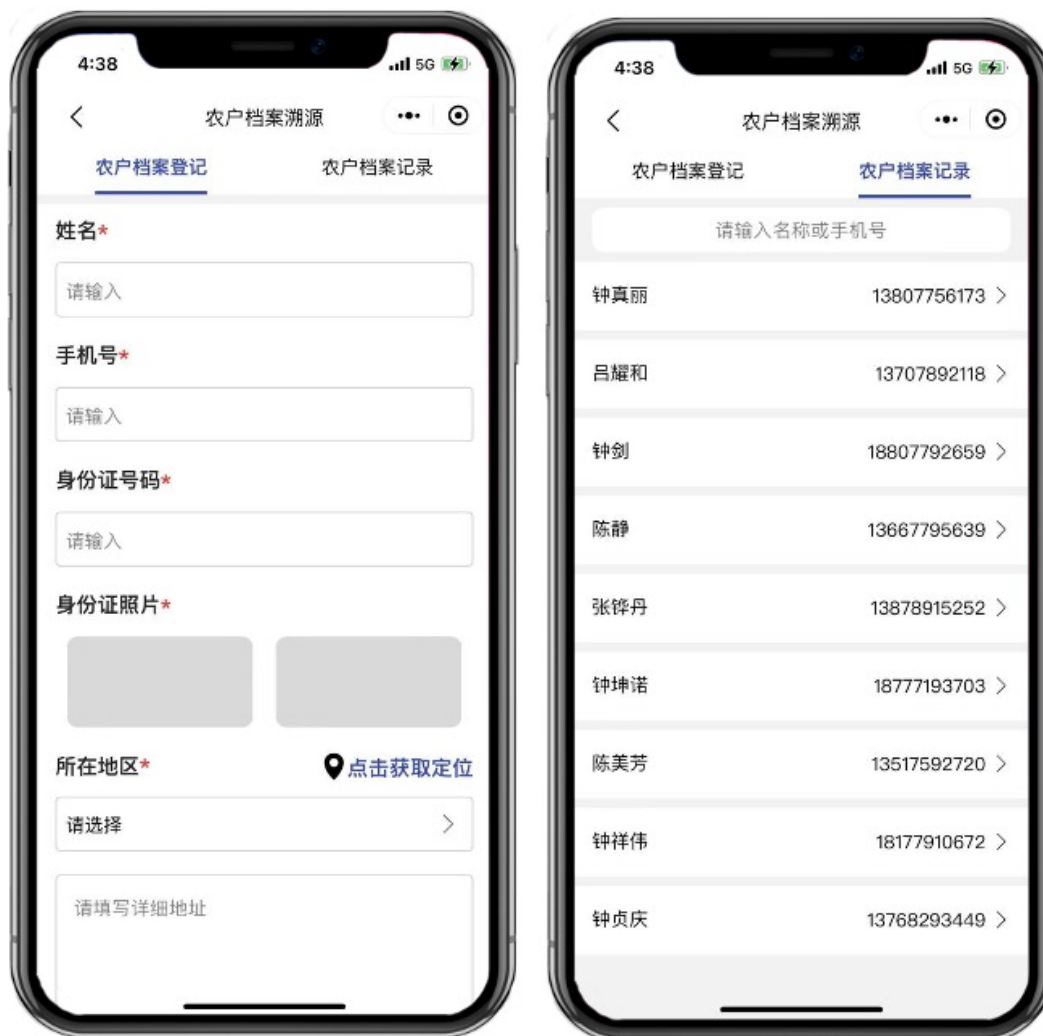 4:38
5G
农户档案溯源
农户档案登记 农户档案记录
姓名*
请输入
手机号*
请输入
身份证号码*
请输入
身份证照片*
所在地区* 点击获取定位
请选择
请填写详细地址
4:38
5G
农户档案溯源
农户档案登记 农户档案记录
请输入名称或手机号
钟真丽 13807756173
吕耀和 13707892118
钟剑 18807792659
陈静 13667795639
张铧丹 13878915252
钟坤诺 18777193703
陈美芳 13517592720
钟祥伟 18177910672
钟贞庆 13768293449